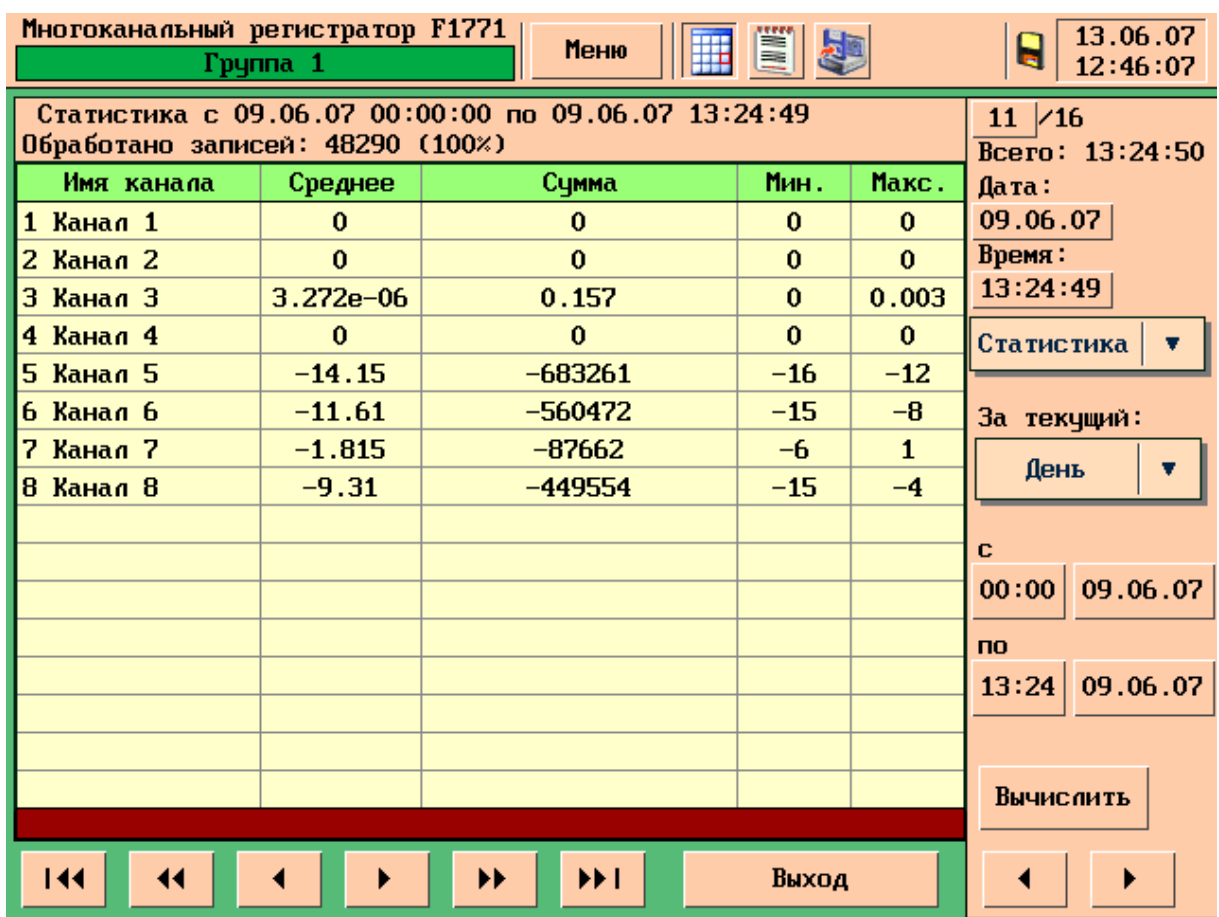 Многоканальный регистратор F1771
Группа 1
Меню
13.06.07
12:46:07
Статистика с 09.06.07 00:00:00 по 09.06.07 13:24:49
Обработано записей: 48290 (100%)
Имя канала Среднее Сумма Мин. Макс.
1 Канал 1 0 0 0 0
2 Канал 2 0 0 0 0
3 Канал 3 3.272e-06 0.157 0 0.003
4 Канал 4 0 0 0 0
5 Канал 5 -14.15 -683261 -16 -12
6 Канал 6 -11.61 -560472 -15 -8
7 Канал 7 -1.815 -87662 -6 1
8 Канал 8 -9.31 -449554 -15 -4
11 /16
Всего: 13:24:50
Дата:
09.06.07
Время:
13:24:49
Статистика
За текущий:
День
с
00:00 09.06.07
по
13:24 09.06.07
Вычислить
Выход